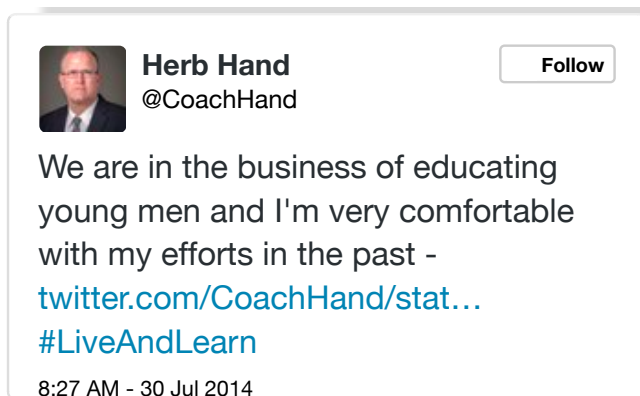 Herb Hand
@CoachHand
Follow
We are in the business of educating
young men and I'm very comfortable
with my efforts in the past -
twitter.com/CoachHand/stat…
#LiveAndLearn
8:27 AM - 30 Jul 2014